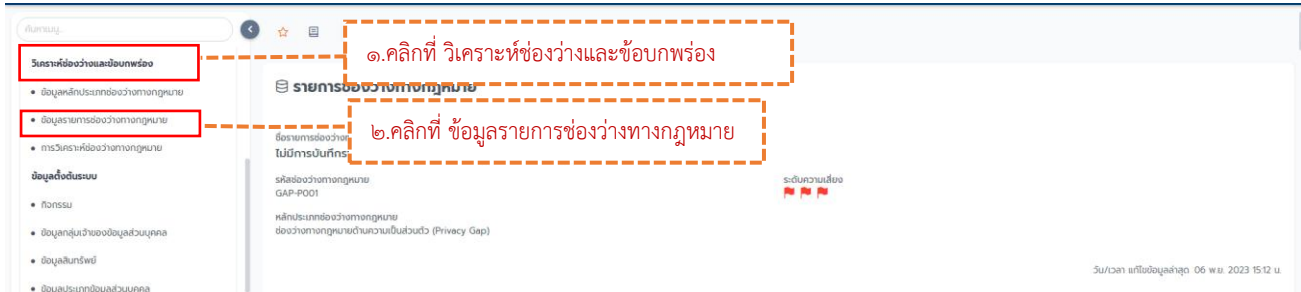 ค้นหาเมนู..
๑.คลิกที่ วิเคราะห์ช่องว่างและข้อบกพร่อง
วิเคราะห์ช่องว่างและข้อบกพร่อง
รายการช่องว่างทางกฎหมาย
ข้อมูลหลักประเภทช่องว่างทางกฎหมาย
ข้อมูลรายการช่องว่างทางกฎหมาย
๒.คลิกที่ ข้อมูลรายการช่องว่างทางกฎหมาย
ชื่อรายการช่องว่าง
ไม่มีการบันทึก
การวิเคราะห์ช่องว่างทางกฎหมาย
ข้อมูลตั้งต้นระบบ
รหัสช่องว่างทางกฎหมาย
ระดับความเสี่ยง
GAP-P001
กิจกรรม
หลักประเภทช่องว่างทางกฎหมาย
ช่องว่างทางกฎหมายด้านความเป็นส่วนตัว (Privacy Gap)
ข้อมูลกลุ่มเจ้าของข้อมูลส่วนบุคคล
ข้อมูลสินทรัพย์
วัน/เวลา แก้ไขข้อมูลล่าสุด 06 พ.ย. 2023 15:12 น.
ข้อมูลประเภทข้อมูลส่วนบุคคล